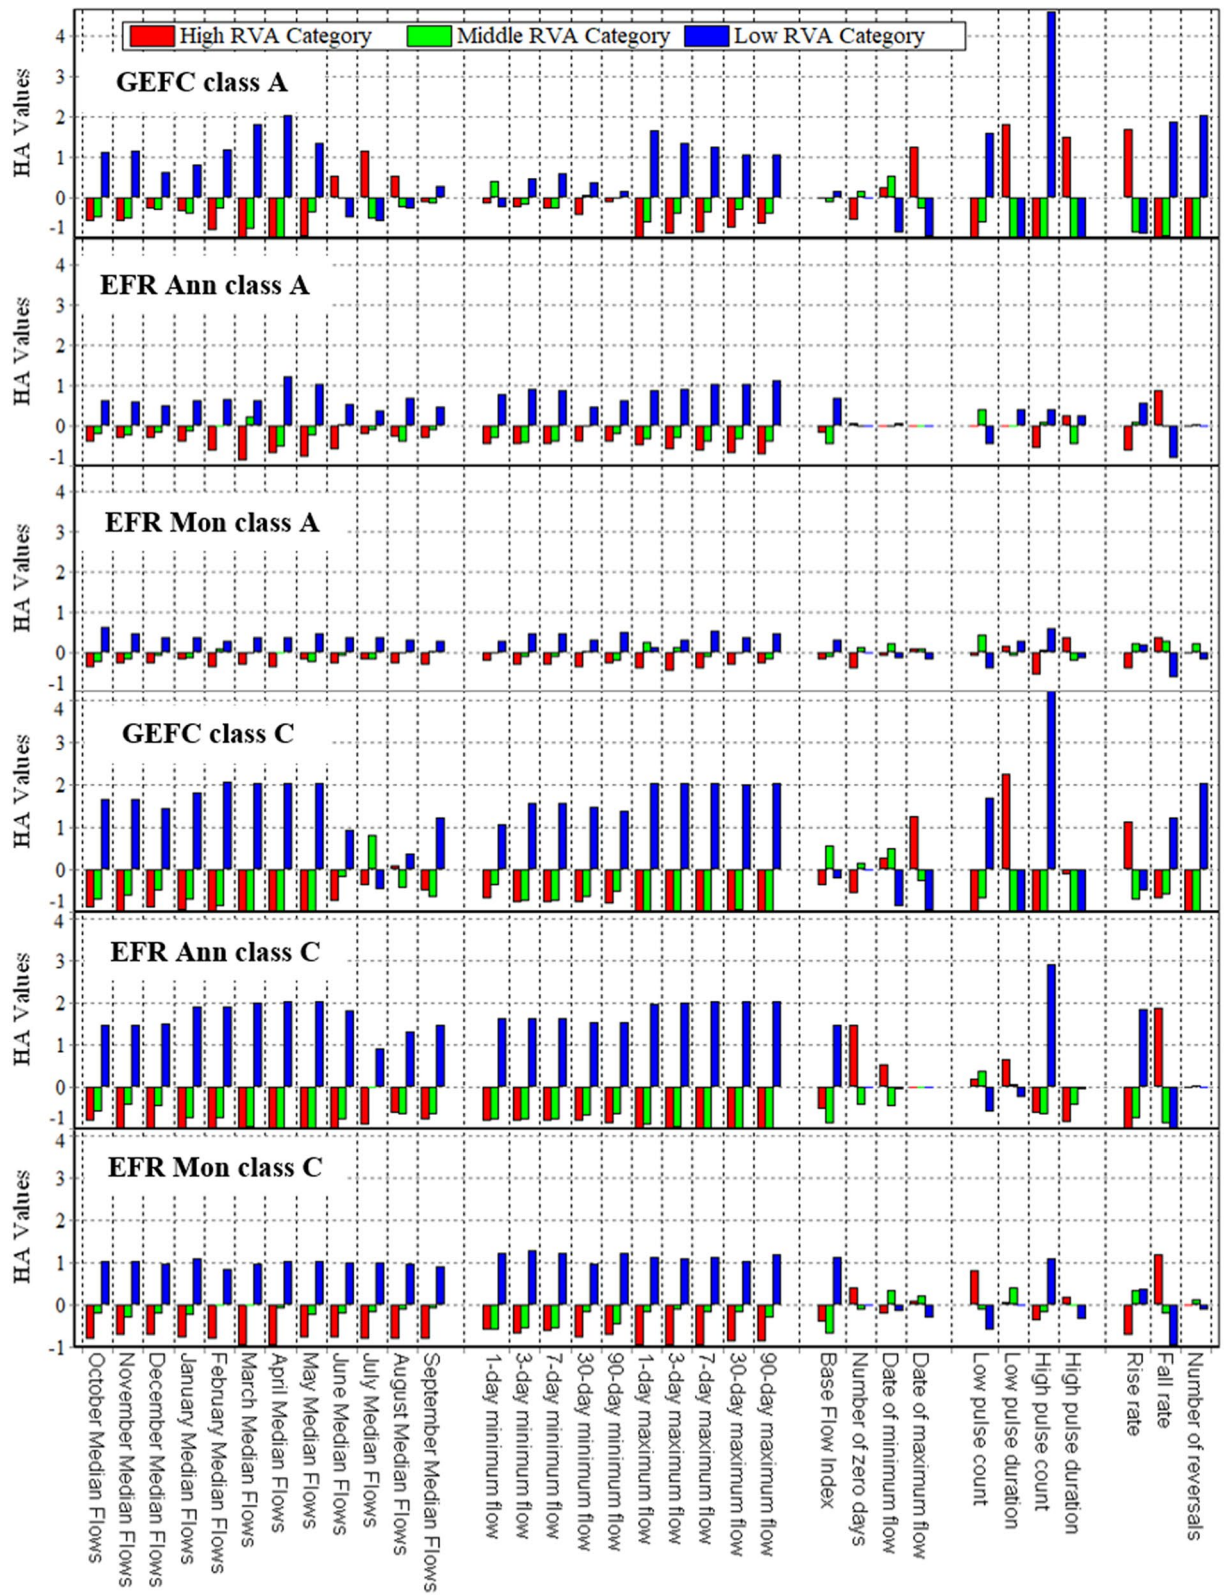 High RVA Category Middle RVA Category Low RVA Category
GEFC class A
HA Values
4
3
2
1
0
-1
EFR Ann class A
HA Values
4
3
2
1
0
-1
EFR Mon class A
HA Values
4
3
2
1
0
-1
GEFC class C
HA Values
4
3
2
1
0
-1
EFR Ann class C
HA Values
4
3
2
1
0
-1
EFR Mon class C
HA Values
4
3
2
1
0
-1
October Median Flows
November Median Flows
December Median Flows
January Median Flows
February Median Flows
March Median Flows
April Median Flows
May Median Flows
June Median Flows
July Median Flows
August Median Flows
September Median Flows
1-day minimum flow
3-day minimum flow
7-day minimum flow
30-day minimum flow
90-day minimum flow
1-day maximum flow
3-day maximum flow
7-day maximum flow
30-day maximum flow
90-day maximum flow
Base Flow Index
Number of zero days
Date of minimum flow
Date of maximum flow
Low pulse count
Low pulse duration
High pulse count
High pulse duration
Rise rate
Fall rate
Number of reversals